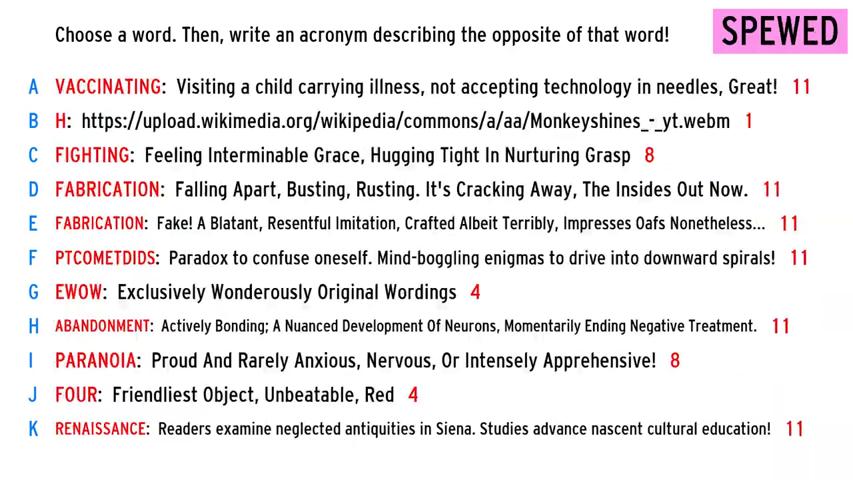 Choose a word. Then, write an acronym describing the opposite of that word!
SPEWED
A VACCINATING: Visiting a child carrying illness, not accepting technology in needles, Great! 11
B H: https://upload.wikimedia.org/wikipedia/commons/a/aa/Monkeyshines_-_yt.webm 1
C FIGHTING: Feeling Interminable Grace, Hugging Tight In Nurturing Grasp 8
D FABRICATION: Falling Apart, Busting, Rusting. It's Cracking Away, The Insides Out Now. 11
E FABRICATION: Fake! A Blatant, Resentful Imitation, Crafted Albeit Terribly, Impresses Oafs Nonetheless... 11
F PTCOMETDIDS: Paradox to confuse oneself. Mind-boggling enigmas to drive into downward spirals! 11
G EWOW: Exclusively Wonderously Original Wordings 4
H ABANDONMENT: Actively Bonding; A Nuanced Development Of Neurons, Momentarily Ending Negative Treatment. 11
I PARANOIA: Proud And Rarely Anxious, Nervous, Or Intensely Apprehensive! 8
J FOUR: Friendliest Object, Unbeatable, Red 4
K RENAISSANCE: Readers examine neglected antiquities in Siena. Studies advance nascent cultural education! 11